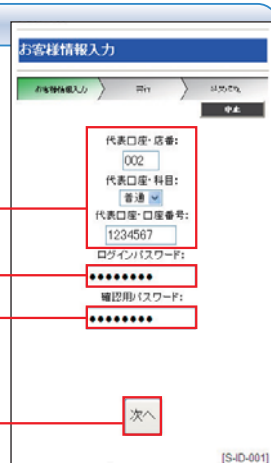 お客様情報入力
お客様情報入力
中止
代表口座・店番:
002
代表口座・科目:
普通
代表口座・口座番号:
1234567
ログインパスワード:
●●●●●●●●
確認用パスワード:
●●●●●●●●
次へ
[S-ID-001]